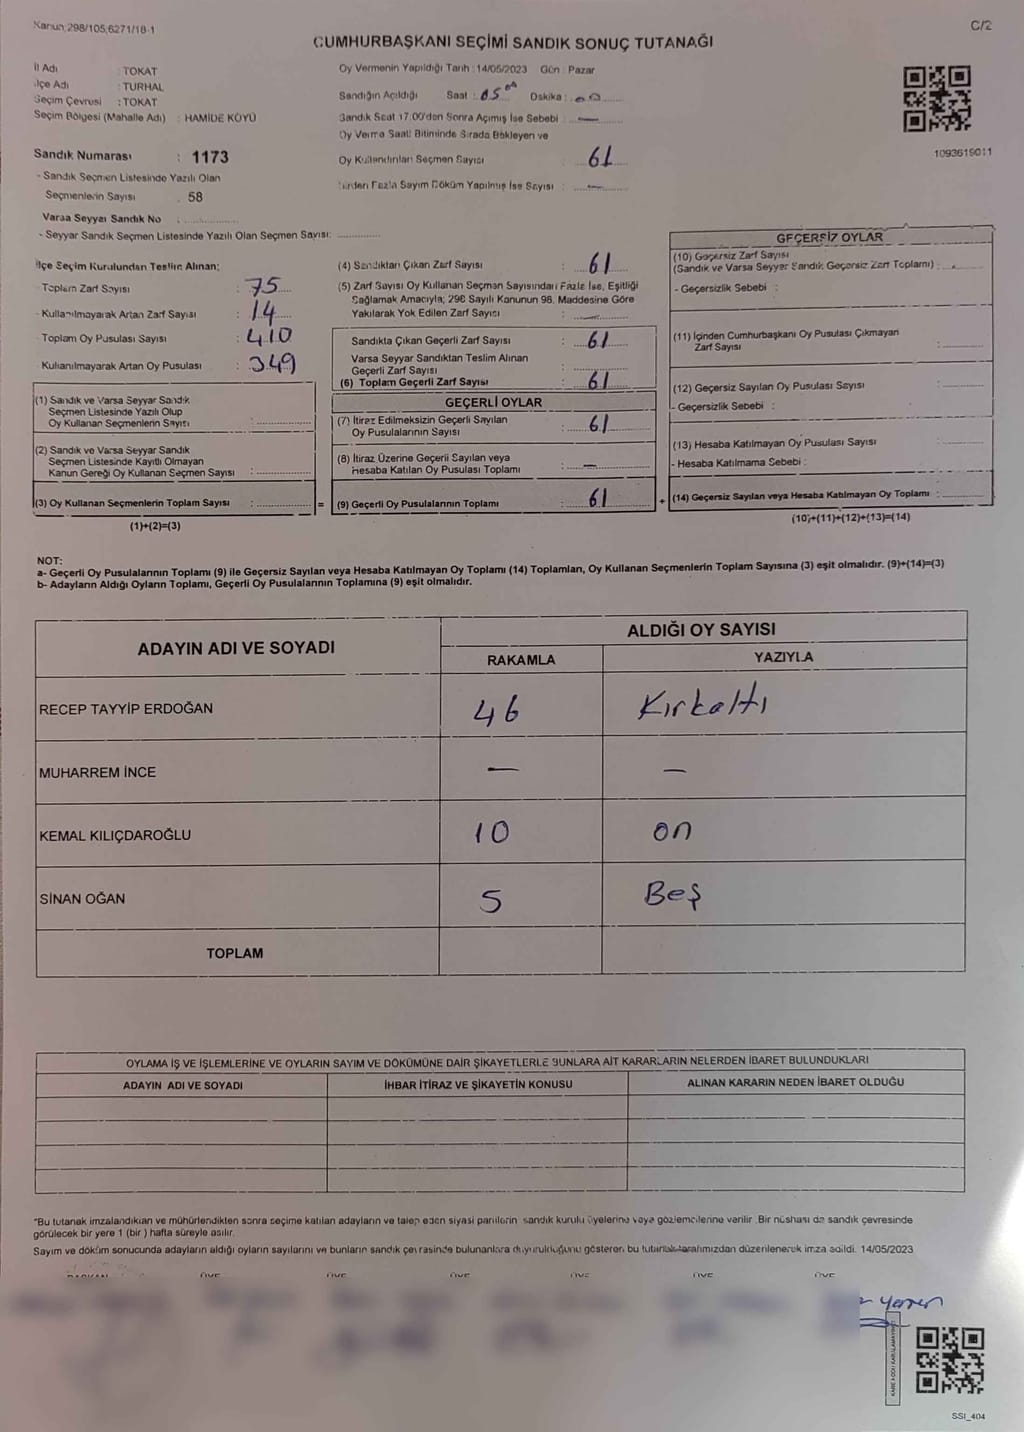 Kanun 298/105,6271/18-1
C/2
CUMHURBAŞKANI SEÇİMİ SANDIK SONUÇ TUTANAĞI
İl Adı : TOKAT
İlçe Adı : TURHAL
Seçim Çevresi : TOKAT
Seçim Bölgesi (Mahalle Adı) : HAMİDE KÖYÜ
Sandık Numarası : 1173
- Sandık Seçmen Listesinde Yazılı Olan
Seçmenlerin Sayısı : 58
Varsa Seyyar Sandık No :
- Seyyar Sandık Seçmen Listesinde Yazılı Olan Seçmen Sayısı:
Oy Vermenin Yapıldığı Tarih : 14/05/2023 Gün : Pazar
Sandığın Açıldığı Saat : Dakika :
Sandık Saat 17.00'den Sonra Açılmış İse Sebebi : —
Oy Verme Saati Bitiminde Sırada Bekleyen ve
Oy Kullandırılan Seçmen Sayısı : 61
Birden Fazla Sayım Döküm Yapılmış İse Sayısı : —
1093619011
İlçe Seçim Kurulundan Teslim Alınan;
Toplam Zarf Sayısı : 75
- Kullanılmayarak Artan Zarf Sayısı : 14
Toplam Oy Pusulası Sayısı : 410
Kullanılmayarak Artan Oy Pusulası : 349
(1) Sandık ve Varsa Seyyar Sandık
Seçmen Listesinde Yazılı Olup
Oy Kullanan Seçmenlerin Sayısı :
(2) Sandık ve Varsa Seyyar Sandık
Seçmen Listesinde Kayıtlı Olmayan
Kanun Gereği Oy Kullanan Seçmen Sayısı :
(3) Oy Kullanan Seçmenlerin Toplam Sayısı : =
(1)+(2)=(3)
(4) Sandıktan Çıkan Zarf Sayısı : 61
(5) Zarf Sayısı Oy Kullanan Seçmen Sayısından Fazla İse, Eşitliği
Sağlamak Amacıyla; 298 Sayılı Kanunun 98. Maddesine Göre
Yakılarak Yok Edilen Zarf Sayısı : —
Sandıkta Çıkan Geçerli Zarf Sayısı : 61
Varsa Seyyar Sandıktan Teslim Alınan
Geçerli Zarf Sayısı :
(6) Toplam Geçerli Zarf Sayısı : 61
GEÇERLİ OYLAR
(7) İtiraz Edilmeksizin Geçerli Sayılan
Oy Pusulalarının Sayısı : 61
(8) İtiraz Üzerine Geçerli Sayılan veya
Hesaba Katılan Oy Pusulası Toplamı : —
(9) Geçerli Oy Pusulalarının Toplamı : 61 +
GEÇERSİZ OYLAR
(10) Geçersiz Zarf Sayısı
(Sandık ve Varsa Seyyar Sandık Geçersiz Zarf Toplamı) :
- Geçersizlik Sebebi :
(11) İçinden Cumhurbaşkanı Oy Pusulası Çıkmayan
Zarf Sayısı :
(12) Geçersiz Sayılan Oy Pusulası Sayısı :
- Geçersizlik Sebebi :
(13) Hesaba Katılmayan Oy Pusulası Sayısı :
- Hesaba Katılmama Sebebi :
(14) Geçersiz Sayılan veya Hesaba Katılmayan Oy Toplamı :
(10)+(11)+(12)+(13)=(14)
NOT:
a- Geçerli Oy Pusulalarının Toplamı (9) ile Geçersiz Sayılan veya Hesaba Katılmayan Oy Toplamı (14) Toplamları, Oy Kullanan Seçmenlerin Toplam Sayısına (3) eşit olmalıdır. (9)+(14)=(3)
b- Adayların Aldığı Oyların Toplamı, Geçerli Oy Pusulalarının Toplamına (9) eşit olmalıdır.
ADAYIN ADI VE SOYADI
ALDIĞI OY SAYISI
RAKAMLA YAZIYLA
RECEP TAYYİP ERDOĞAN 46 Kırkaltı
MUHARREM İNCE — —
KEMAL KILIÇDAROĞLU 10 on
SİNAN OĞAN 5 Beş
TOPLAM
OYLAMA İŞ VE İŞLEMLERİNE VE OYLARIN SAYIM VE DÖKÜMÜNE DAİR ŞİKAYETLERLE BUNLARA AİT KARARLARIN NELERDEN İBARET BULUNDUKLARI
ADAYIN ADI VE SOYADI İHBAR İTİRAZ VE ŞİKAYETİN KONUSU ALINAN KARARIN NEDEN İBARET OLDUĞU
"Bu tutanak imzalandıktan ve mühürlendikten sonra seçime katılan adayların ve talep eden siyasi partilerin sandık kurulu üyelerine veya gözlemcilerine verilir. Bir nüshası da sandık çevresinde
görülecek bir yere 1 (bir) hafta süreyle asılır.
Sayım ve döküm sonucunda adayların aldığı oyların sayılarını ve bunların sandık çevresinde bulunanlara duyurulduğunu gösteren bu tutanak tarafımızdan düzenlenerek imza edildi. 14/05/2023
BAŞKAN ÜYE ÜYE ÜYE ÜYE ÜYE ÜYE
SSI_404